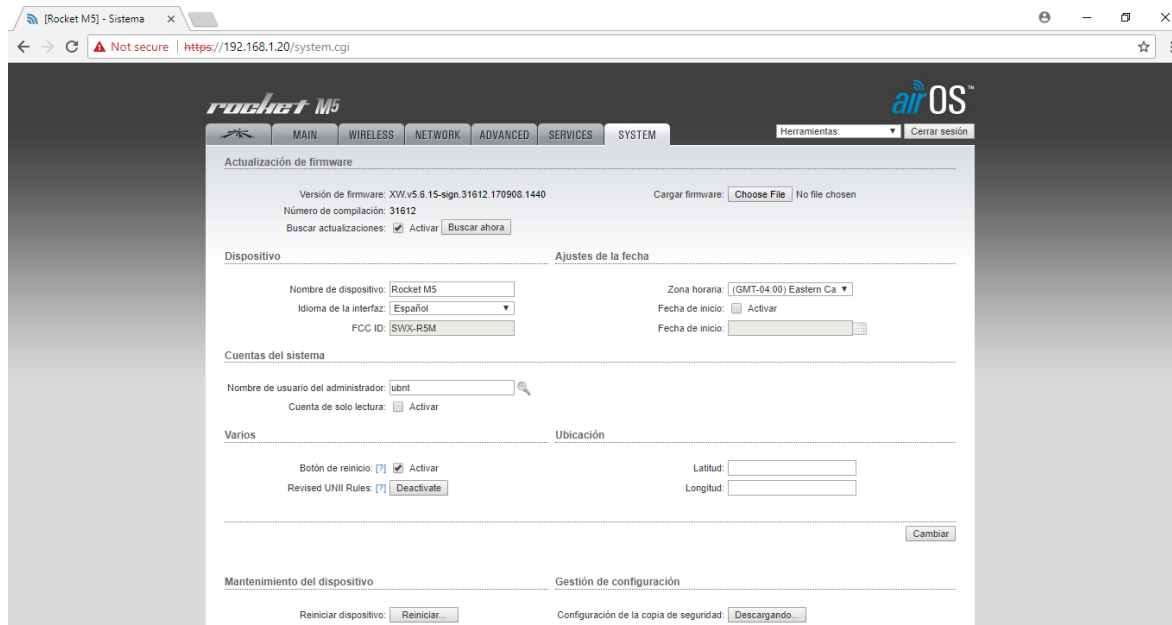 [Rocket M5] - Sistema
Not secure | https://192.168.1.20/system.cgi
rocket M5
airOS™
MAIN WIRELESS NETWORK ADVANCED SERVICES SYSTEM Herramientas: Cerrar sesión
Actualización de firmware
Versión de firmware: XW.v5.6.15-sign.31612.170908.1440 Cargar firmware: Choose File No file chosen
Número de compilación: 31612
Buscar actualizaciones: Activar Buscar ahora
Dispositivo Ajustes de la fecha
Nombre de dispositivo: Rocket M5 Zona horaria: (GMT-04:00) Eastern Ca
Idioma de la interfaz: Español Fecha de inicio: Activar
FCC ID: SWX-R5M Fecha de inicio:
Cuentas del sistema
Nombre de usuario del administrador: ubnt
Cuenta de solo lectura: Activar
Varios Ubicación
Botón de reinicio: [?] Activar Latitud:
Revised UNII Rules: [?] Deactivate Longitud:
Cambiar
Mantenimiento del dispositivo Gestión de configuración
Reiniciar dispositivo: Reiniciar... Configuración de la copia de seguridad: Descargando...